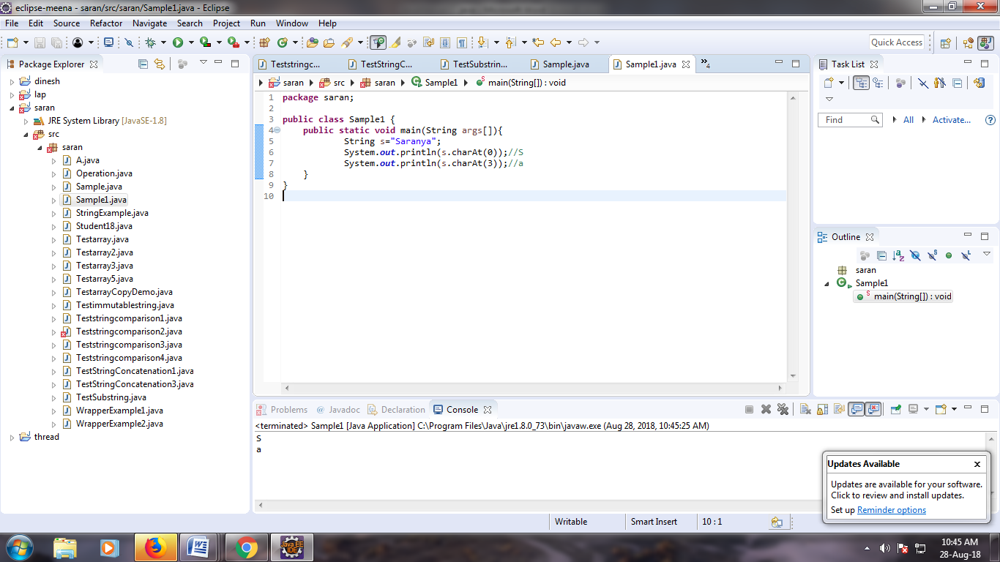 eclipse-meena - saran/src/saran/Sample1.java - Eclipse
File Edit Source Refactor Navigate Search Project Run Window Help
Quick Access
Package Explorer
dinesh
lap
saran
JRE System Library [JavaSE-1.8]
src
saran
A.java
Operation.java
Sample.java
Sample1.java
StringExample.java
Student18.java
Testarray.java
Testarray2.java
Testarray3.java
Testarray5.java
TestarrayCopyDemo.java
Testimmutablestring.java
Teststringcomparison1.java
Teststringcomparison2.java
Teststringcomparison3.java
Teststringcomparison4.java
TestStringConcatenation1.java
TestStringConcatenation3.java
TestSubstring.java
WrapperExample1.java
WrapperExample2.java
thread
Teststringc... TestStringC... TestSubstrin... Sample.java Sample1.java »4
saran src saran Sample1 main(String[]) : void
1 package saran;
2
3 public class Sample1 {
4 public static void main(String args[]){
5 String s="Saranya";
6 System.out.println(s.charAt(0));//S
7 System.out.println(s.charAt(3));//a
8 }
9 }
10
Task List
Find All Activate...
Outline
saran
Sample1
main(String[]) : void
Problems @ Javadoc Declaration Console
<terminated> Sample1 [Java Application] C:\Program Files\Java\jre1.8.0_73\bin\javaw.exe (Aug 28, 2018, 10:45:25 AM)
S
a
Updates Available
Updates are available for your software.
Click to review and install updates.
Set up Reminder options
Writable Smart Insert 10 : 1
Java EE
IDE
10:45 AM
28-Aug-18